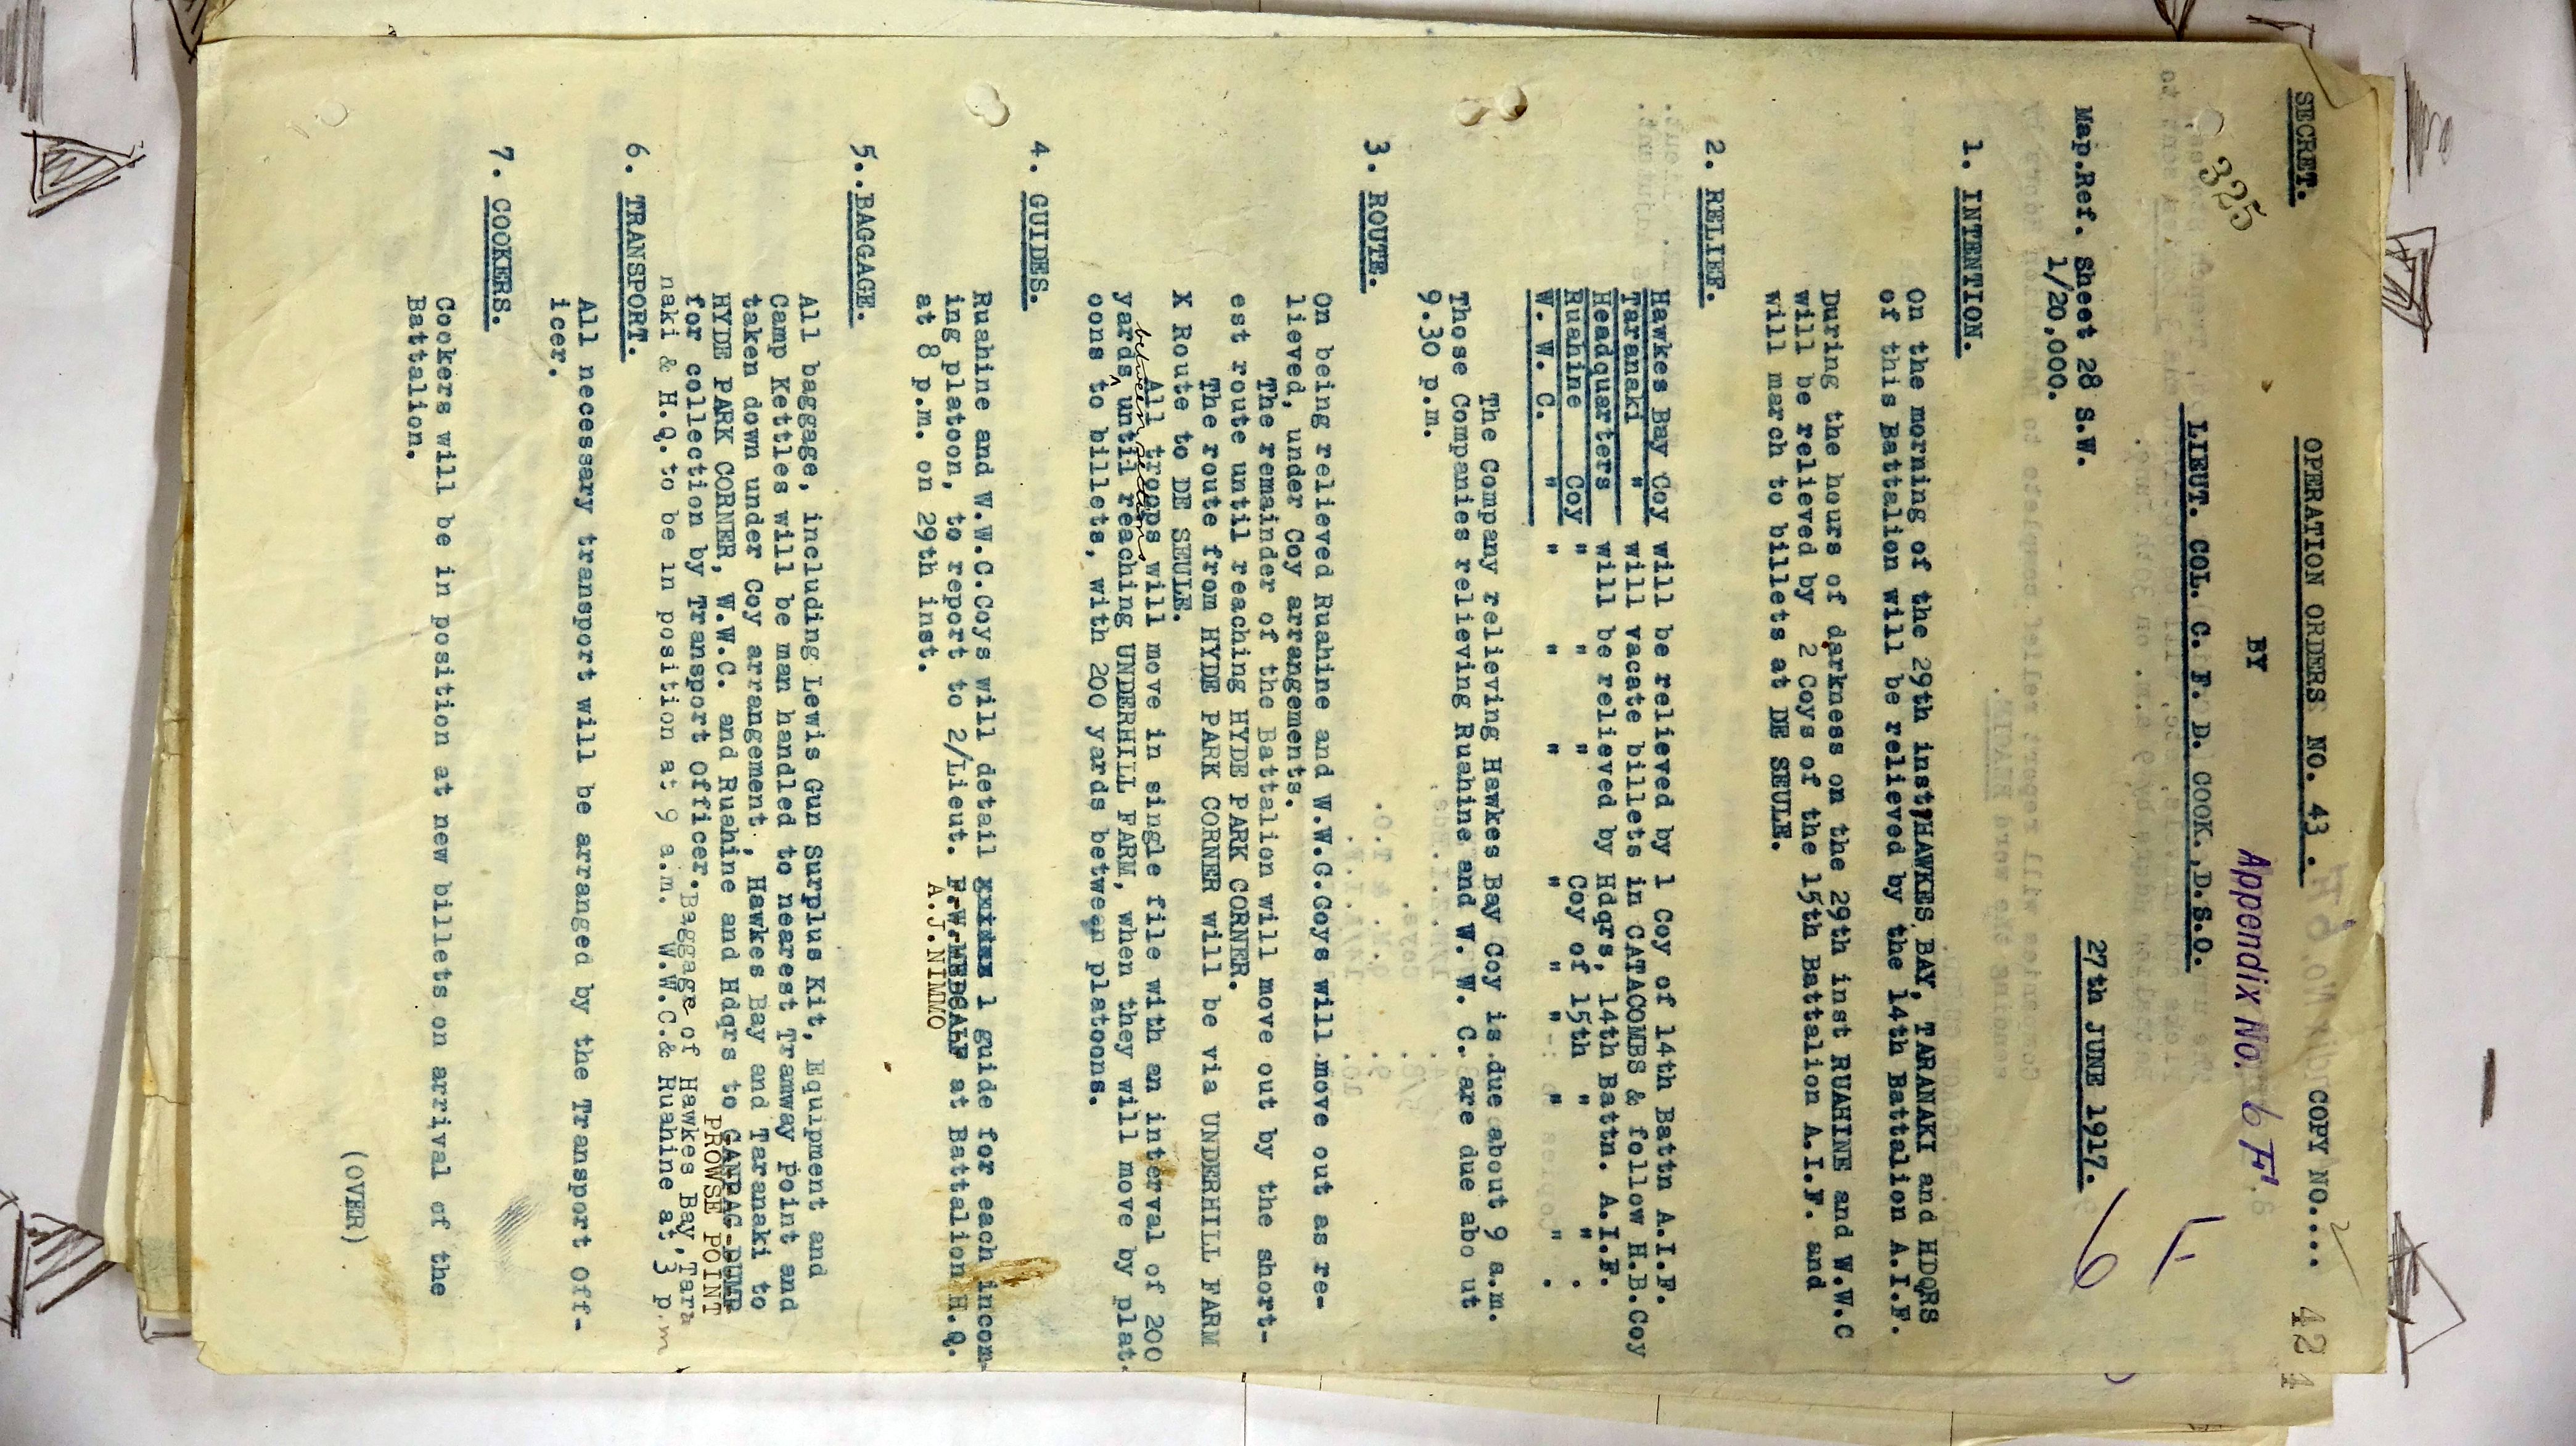 SECRET.
OPERATION ORDERS NO. 43.
COPY NO.... 2
421
325
BY
Appendix No. 6 F
LIEUT. COL. C. F. D. COOK.,D.S.O.
Map.Ref. Sheet 28 S.W.
1/20,000.
27th JUNE 1917.
1. INTENTION.
On the morning of the 29th inst,HAWKES BAY, TARANAKI and HDQRS
of this Battalion will be relieved by the 14th Battalion A.I.F.
During the hours of darkness on the 29th inst RUAHINE and W.W.C
will be relieved by 2 Coys of the 15th Battalion A.I.F. and
will march to billets at DE SEULE.
2. RELIEF.
Hawkes Bay Coy will be relieved by 1 Coy of 14th Battn A.I.F.
Taranaki " will vacate billets in CATACOMBS & follow H.B.Coy
Headquarters will be relieved by Hdqrs, 14th Battn. A.I.F.
Ruahine Coy " " " Coy of 15th " " .
W. W. C. " " " " " " " " .
The Company relieving Hawkes Bay Coy is due about 9 a.m.
Those Companies relieving Ruahine and W. W. C. are due abo ut
9.30 p.m.
3. ROUTE.
On being relieved Ruahine and W.W.C.Coys will move out as re-
lieved, under Coy arrangements.
The remainder of the Battalion will move out by the short-
est route until reaching HYDE PARK CORNER.
The route from HYDE PARK CORNER will be via UNDERHILL FARM
X Route to DE SEULE.
All troops will move in single file with an interval of 200
between sections
yards until reaching UNDERHILL FARM, when they will move by plat-
oons to billets, with 200 yards between platoons.
4. GUIDES.
Ruahine and W.W.C.Coys will detail 1 guide for each incom-
ing platoon, to report to 2/Lieut. F.W.MEDCALF at Battalion H.Q.
A.J.NIMMO
at 8 p.m. on 29th inst.
5..BAGGAGE.
All baggage, including Lewis Gun Surplus Kit, Equipment and
Camp Kettles will be man handled to nearest Tramway Point and
taken down under Coy arrangement, Hawkes Bay and Taranaki to
HYDE PARK CORNER, W.W.C. and Ruahine and Hdqrs to DUMP
PROWSE POINT
for collection by Transport officer.Baggage of Hawkes Bay,Tara
naki & H.Q.to be in position at 9 a.m. W.W.C.& Ruahine at 3 p.m
6. TRANSPORT.
All necessary transport will be arranged by the Transport Off-
icer.
7. COOKERS.
Cookers will be in position at new billets on arrival of the
Battalion.
(OVER)